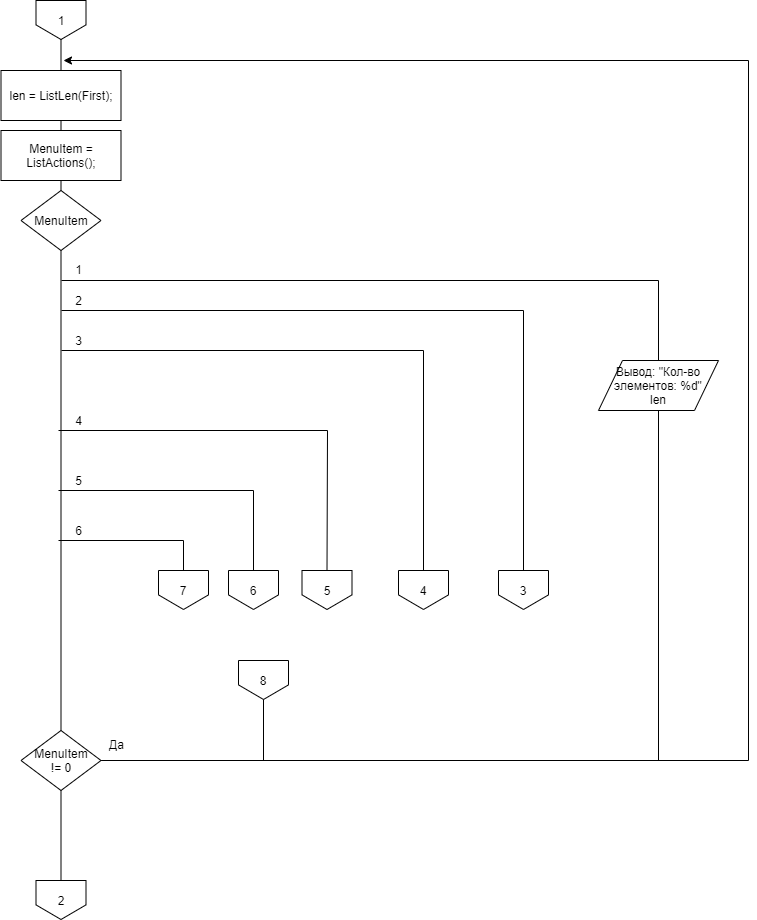 1
len = ListLen(First);
MenuItem =
ListActions();
MenuItem
1
2
3
Вывод: "Кол-во
элементов: %d"
len
4
5
6
7
6
5
4
3
8
Да
MenuItem
!= 0
2